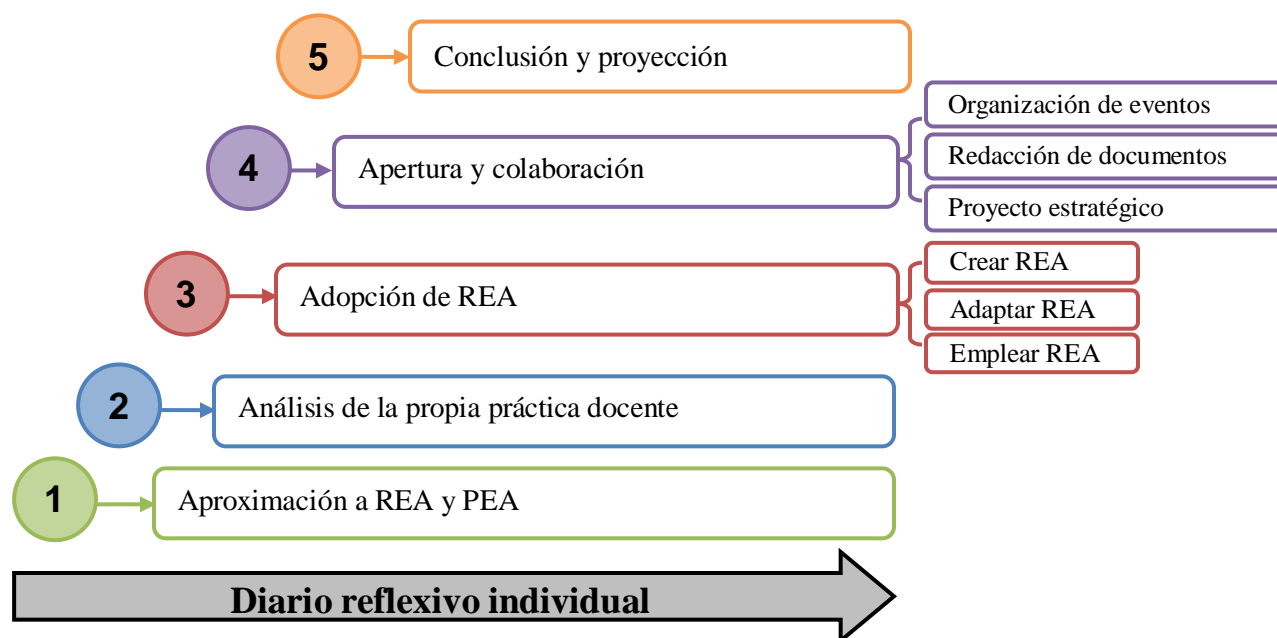 5
Conclusión y proyección
4
Apertura y colaboración
Organización de eventos
Redacción de documentos
Proyecto estratégico
3
Adopción de REA
Crear REA
Adaptar REA
Emplear REA
2
Análisis de la propia práctica docente
1
Aproximación a REA y PEA
Diario reflexivo individual